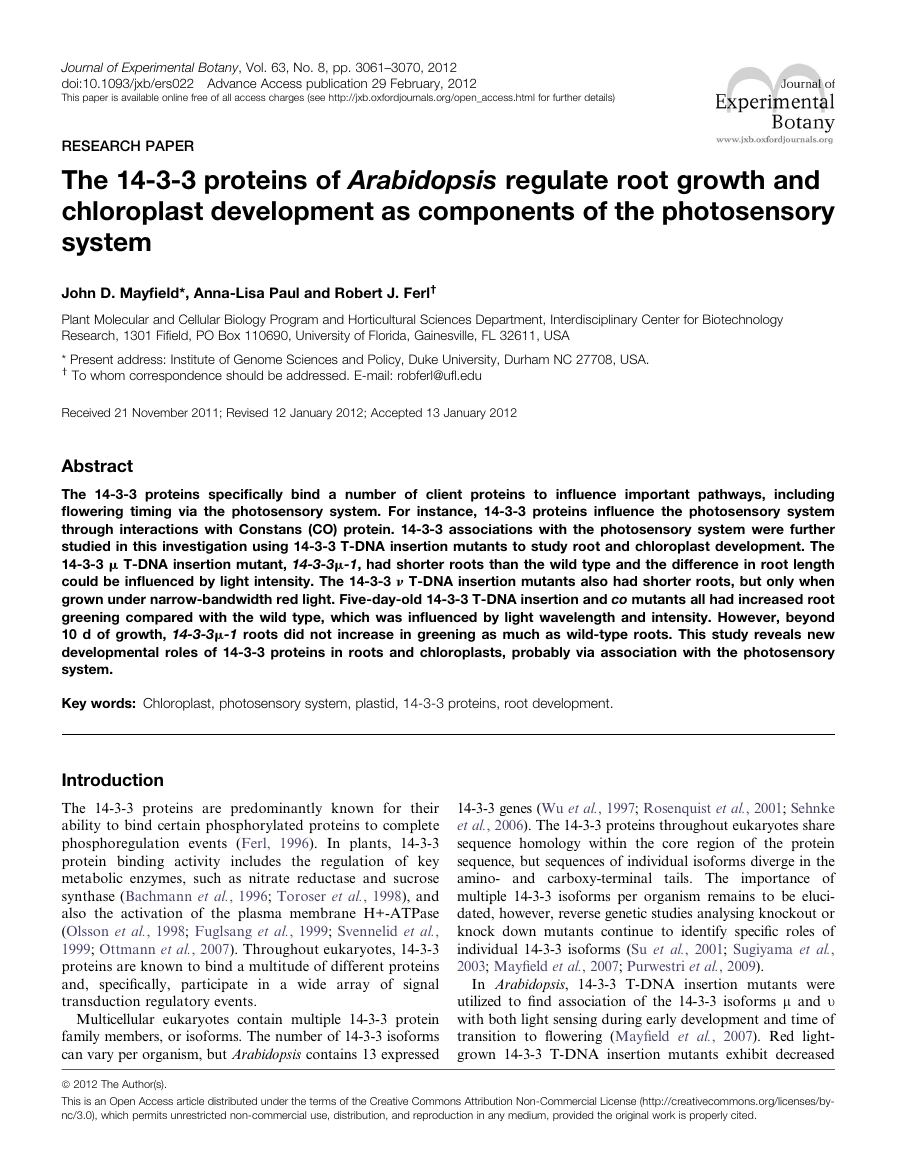 Journal of Experimental Botany, Vol. 63, No. 8, pp. 3061–3070, 2012
doi:10.1093/jxb/ers022 Advance Access publication 29 February, 2012
This paper is available online free of all access charges (see http://jxb.oxfordjournals.org/open_access.html for further details)
Journal of
Experimental
Botany
www.jxb.oxfordjournals.org
RESEARCH PAPER
The 14-3-3 proteins of Arabidopsis regulate root growth and
chloroplast development as components of the photosensory
system
John D. Mayfield*, Anna-Lisa Paul and Robert J. Ferl†
Plant Molecular and Cellular Biology Program and Horticultural Sciences Department, Interdisciplinary Center for Biotechnology
Research, 1301 Fifield, PO Box 110690, University of Florida, Gainesville, FL 32611, USA
* Present address: Institute of Genome Sciences and Policy, Duke University, Durham NC 27708, USA.
† To whom correspondence should be addressed. E-mail: robferl@ufl.edu
Received 21 November 2011; Revised 12 January 2012; Accepted 13 January 2012
Abstract
The 14-3-3 proteins specifically bind a number of client proteins to influence important pathways, including
flowering timing via the photosensory system. For instance, 14-3-3 proteins influence the photosensory system
through interactions with Constans (CO) protein. 14-3-3 associations with the photosensory system were further
studied in this investigation using 14-3-3 T-DNA insertion mutants to study root and chloroplast development. The
14-3-3 μ T-DNA insertion mutant, 14-3-3μ-1, had shorter roots than the wild type and the difference in root length
could be influenced by light intensity. The 14-3-3 ν T-DNA insertion mutants also had shorter roots, but only when
grown under narrow-bandwidth red light. Five-day-old 14-3-3 T-DNA insertion and co mutants all had increased root
greening compared with the wild type, which was influenced by light wavelength and intensity. However, beyond
10 d of growth, 14-3-3μ-1 roots did not increase in greening as much as wild-type roots. This study reveals new
developmental roles of 14-3-3 proteins in roots and chloroplasts, probably via association with the photosensory
system.
Key words: Chloroplast, photosensory system, plastid, 14-3-3 proteins, root development.
Introduction
The 14-3-3 proteins are predominantly known for their
ability to bind certain phosphorylated proteins to complete
phosphoregulation events (Ferl, 1996). In plants, 14-3-3
protein binding activity includes the regulation of key
metabolic enzymes, such as nitrate reductase and sucrose
synthase (Bachmann et al., 1996; Toroser et al., 1998), and
also the activation of the plasma membrane H+-ATPase
(Olsson et al., 1998; Fuglsang et al., 1999; Svennelid et al.,
1999; Ottmann et al., 2007). Throughout eukaryotes, 14-3-3
proteins are known to bind a multitude of different proteins
and, specifically, participate in a wide array of signal
transduction regulatory events.
Multicellular eukaryotes contain multiple 14-3-3 protein
family members, or isoforms. The number of 14-3-3 isoforms
can vary per organism, but Arabidopsis contains 13 expressed
14-3-3 genes (Wu et al., 1997; Rosenquist et al., 2001; Sehnke
et al., 2006). The 14-3-3 proteins throughout eukaryotes share
sequence homology within the core region of the protein
sequence, but sequences of individual isoforms diverge in the
amino- and carboxy-terminal tails. The importance of
multiple 14-3-3 isoforms per organism remains to be eluci-
dated, however, reverse genetic studies analysing knockout or
knock down mutants continue to identify specific roles of
individual 14-3-3 isoforms (Su et al., 2001; Sugiyama et al.,
2003; Mayfield et al., 2007; Purwestri et al., 2009).
In Arabidopsis, 14-3-3 T-DNA insertion mutants were
utilized to find association of the 14-3-3 isoforms μ and υ
with both light sensing during early development and time of
transition to flowering (Mayfield et al., 2007). Red light-
grown 14-3-3 T-DNA insertion mutants exhibit decreased
© 2012 The Author(s).
This is an Open Access article distributed under the terms of the Creative Commons Attribution Non-Commercial License (http://creativecommons.org/licenses/by-
nc/3.0), which permits unrestricted non-commercial use, distribution, and reproduction in any medium, provided the original work is properly cited.